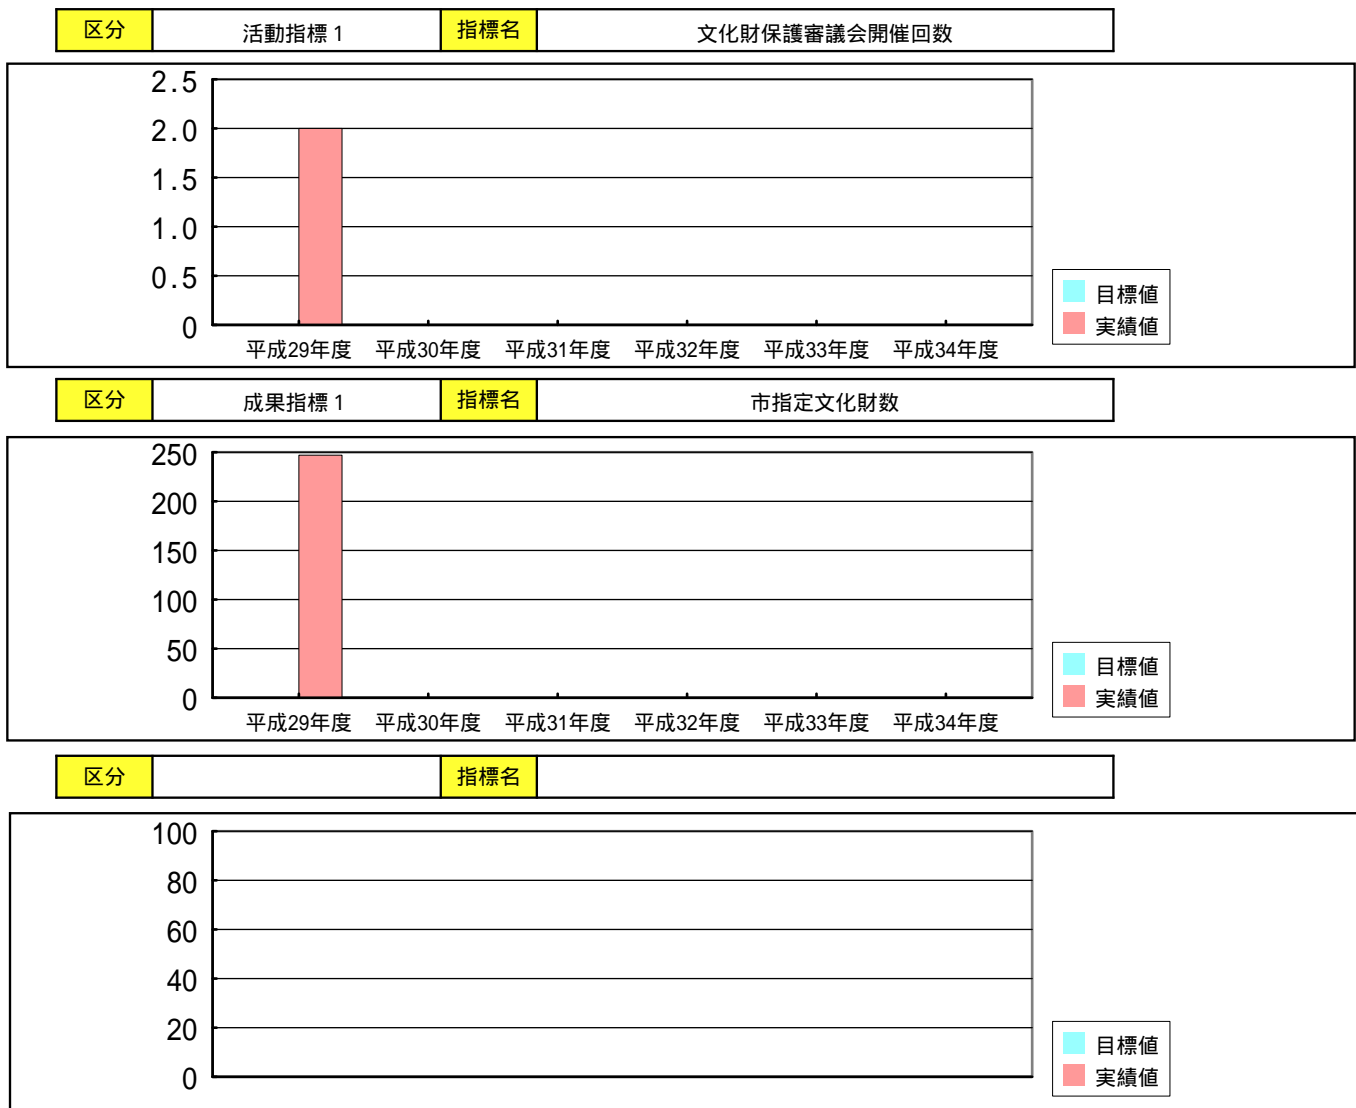 区分 活動指標１ 指標名 文化財保護審議会開催回数
2.5
2.0
1.5
1.0
0.5
0
平成29年度 平成30年度 平成31年度 平成32年度 平成33年度 平成34年度
目標値
実績値
区分 成果指標１ 指標名 市指定文化財数
250
200
150
100
50
0
平成29年度 平成30年度 平成31年度 平成32年度 平成33年度 平成34年度
目標値
実績値
区分 指標名
100
80
60
40
20
0
目標値
実績値